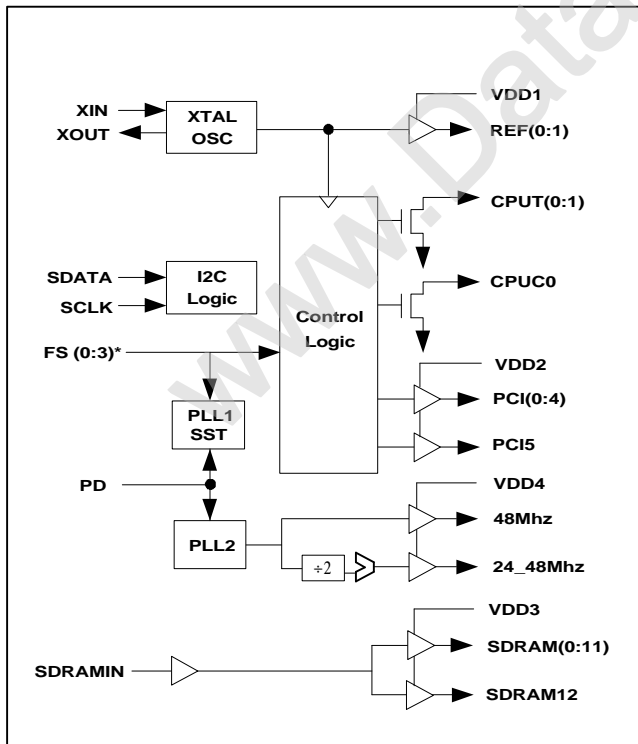 XIN
XOUT
XTAL
OSC
VDD1
REF(0:1)
CPUT(0:1)
SDATA
SCLK
I2C
Logic
CPUC0
Control
Logic
FS (0:3)*
VDD2
PCI(0:4)
PLL1
SST
PCI5
PD
VDD4
PLL2
48Mhz
÷2
24_48Mhz
VDD3
SDRAM(0:11)
SDRAMIN
SDRAM12
www.Data